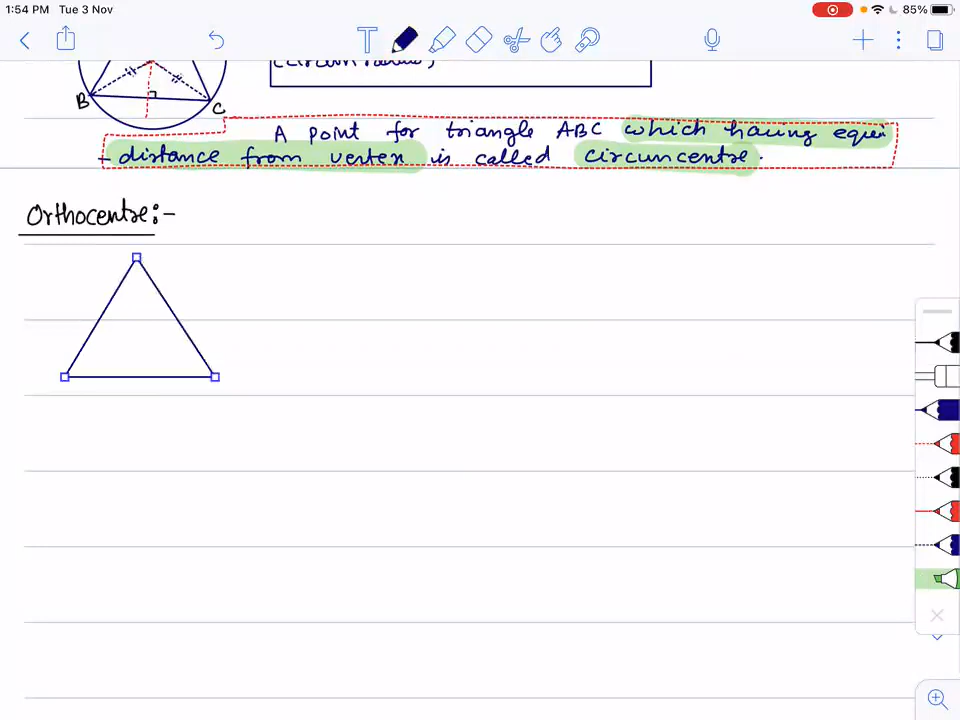 1:54 PM Tue 3 Nov 85%
T
B C
A point for triangle ABC which having equi
- distance from vertex is called circumcentre.
Orthocentre:-